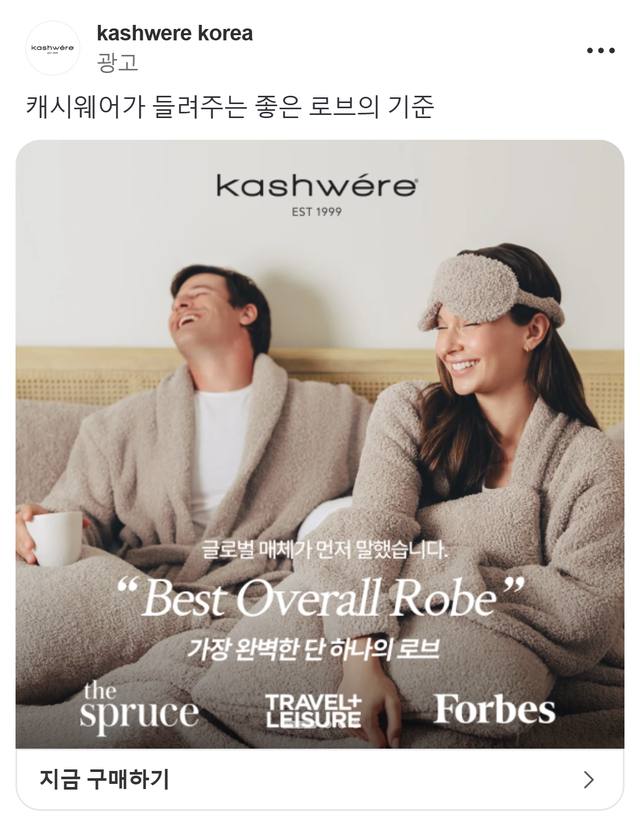 kashwére
EST 1999
kashwere korea
광고
캐시웨어가 들려주는 좋은 로브의 기준
kashwére®
EST 1999
글로벌 매체가 먼저 말했습니다.
“Best Overall Robe”
가장 완벽한 단 하나의 로브
the spruce
TRAVEL+ LEISURE
Forbes
지금 구매하기